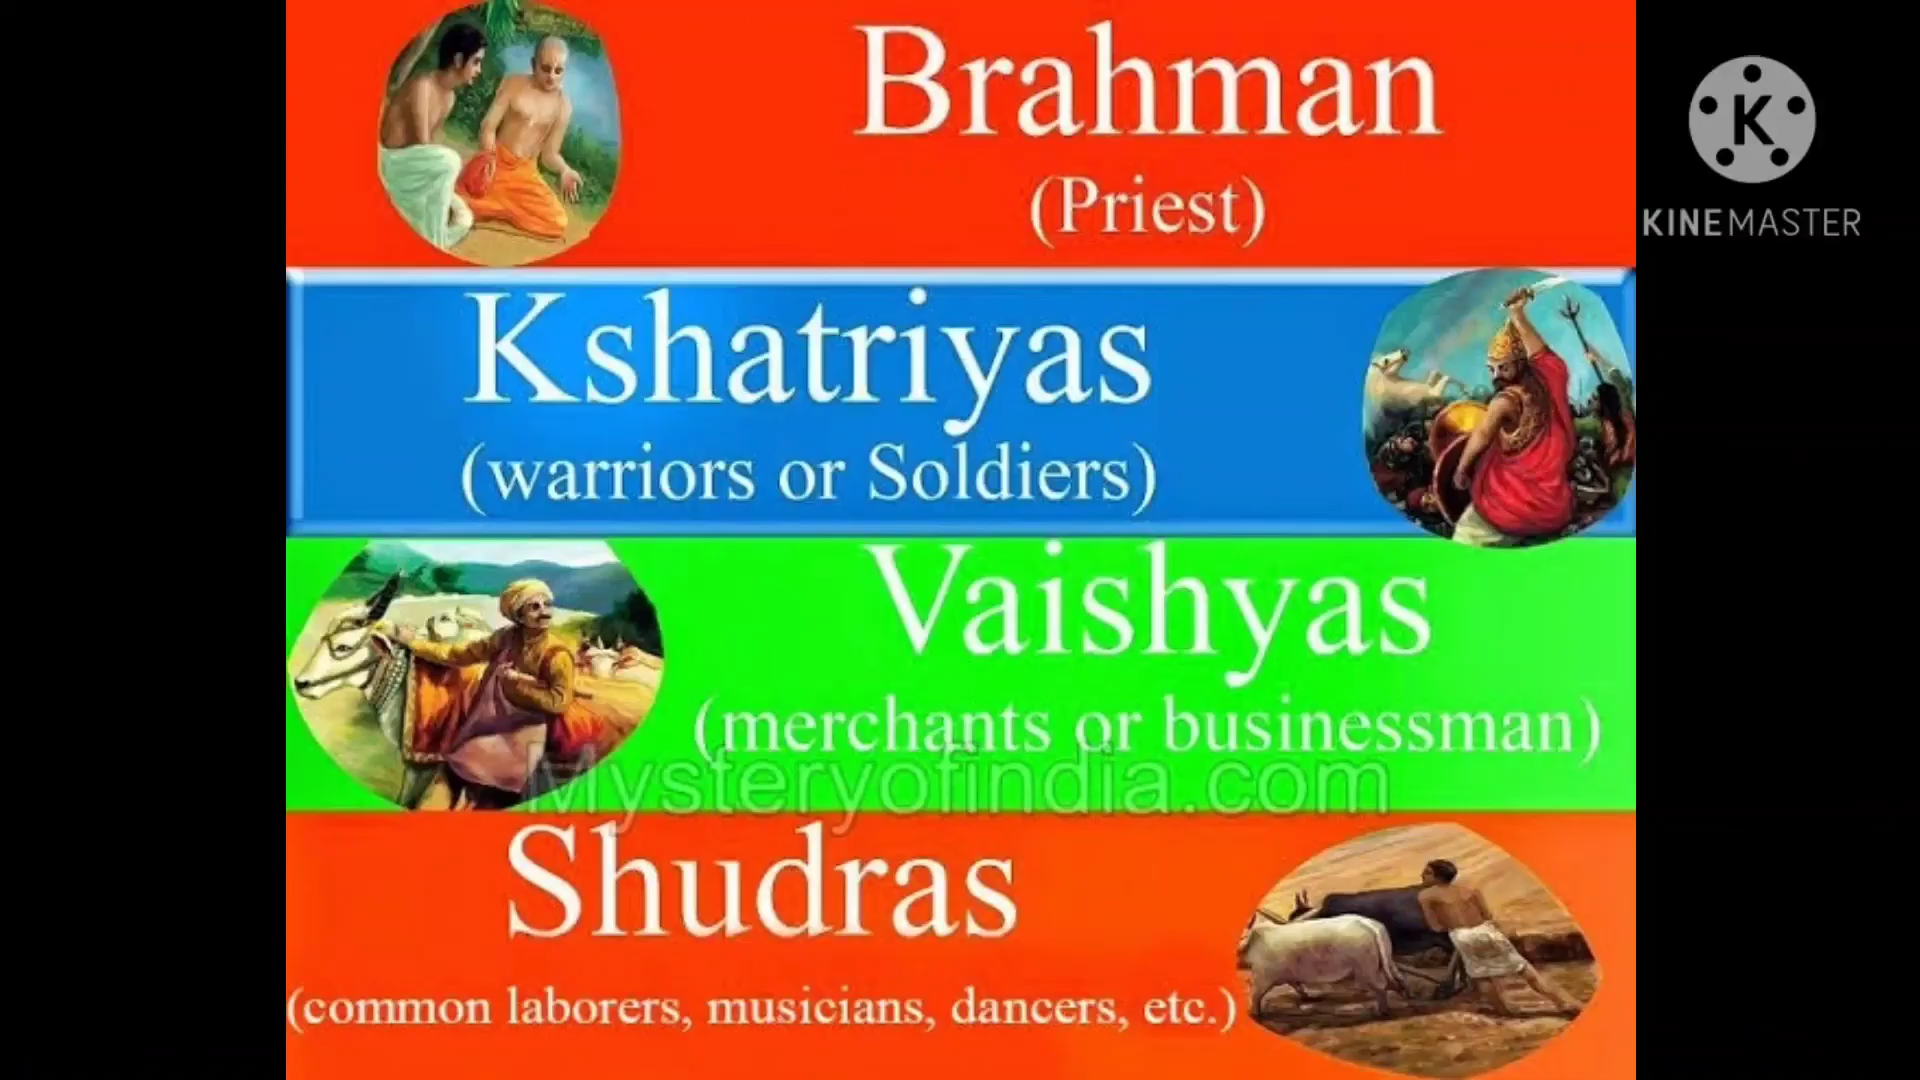 Brahman
(Priest)
K
KINEMASTER
Kshatriyas
(warriors or Soldiers)
Vaishyas
(merchants or businessman)
Mysteryofindia.com
Shudras
(common laborers, musicians, dancers, etc.)